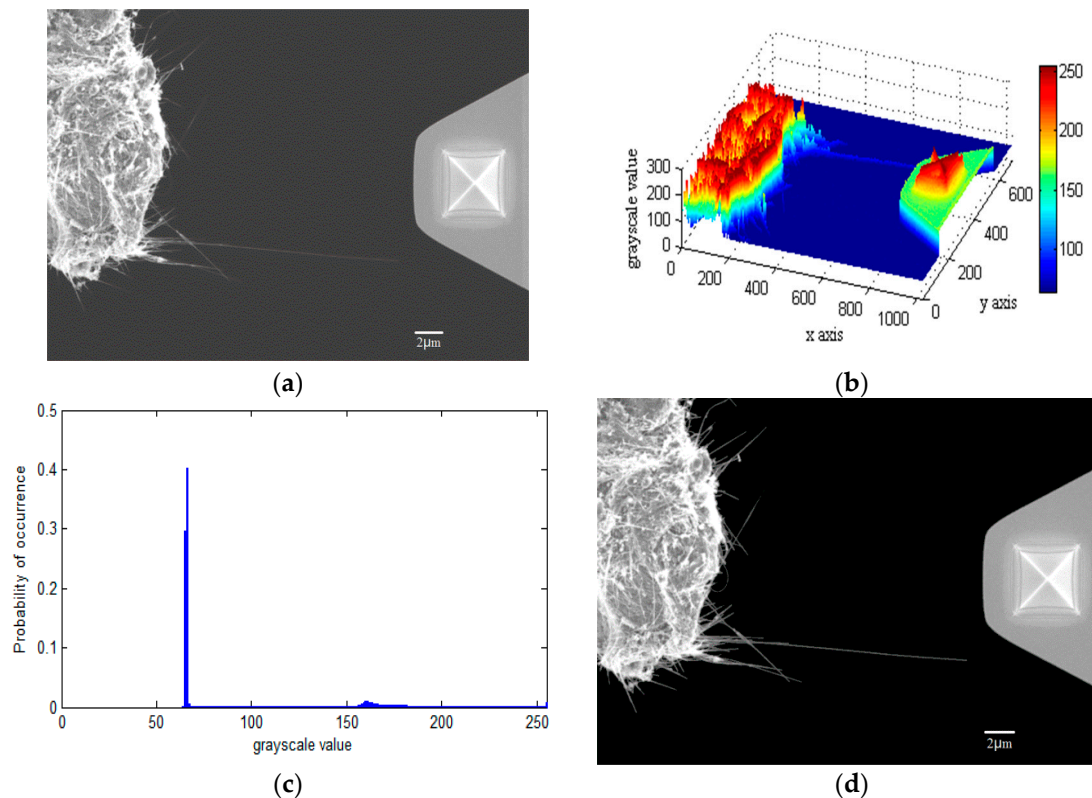 2μm
(a)
300
200
100
0
grayscale value
0
200
400
600
800
1000
x axis
0
200
400
600
y axis
250
200
150
100
(b)
0.5
0.4
0.3
0.2
0.1
0
Probability of occurrence
0 50 100 150 200 250
grayscale value
(c)
2μm
(d)